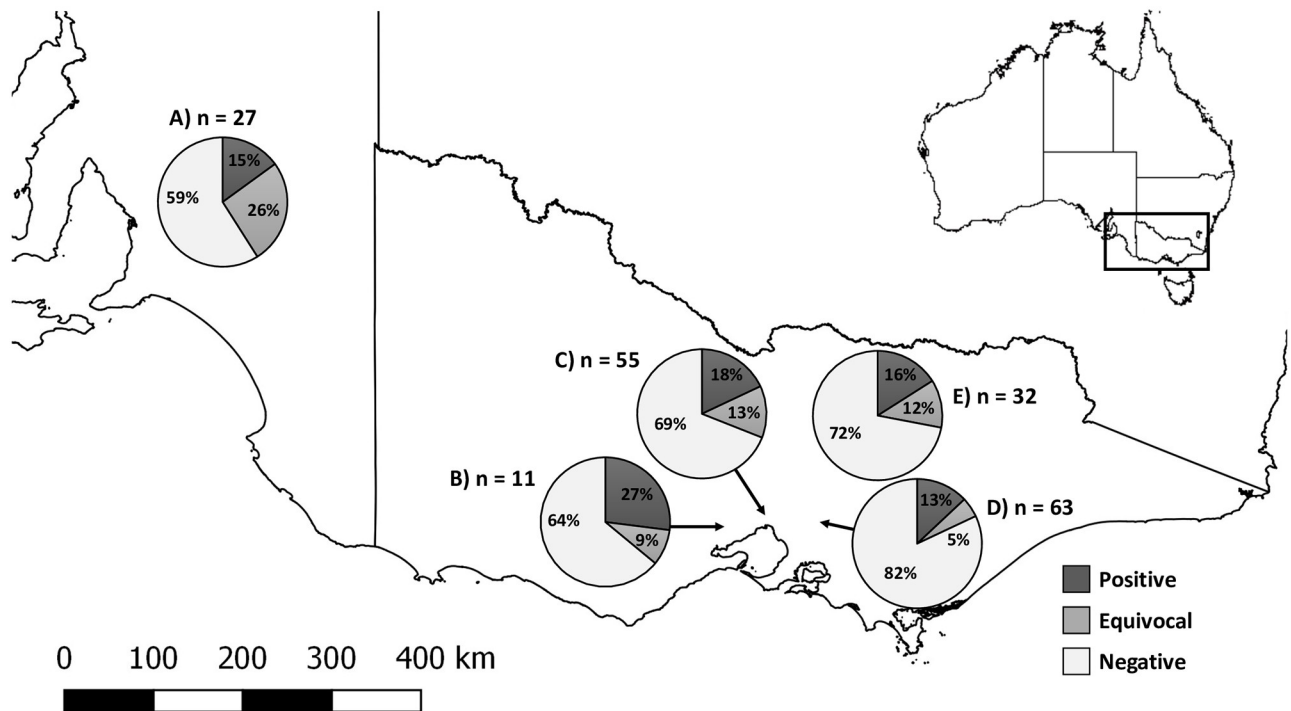 A) n = 27
15%
59%
26%
C) n = 55
18%
13%
69%
16%
12%
72%
E) n = 32
B) n = 11
27%
64%
9%
13%
D) n = 63
5%
82%
Positive
Equivocal
Negative
0 100 200 300 400 km